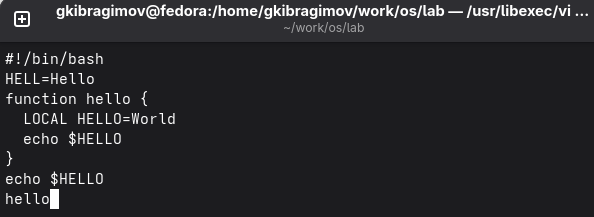 gkibragimov@fedora:/home/gkibragimov/work/os/lab — /usr/libexec/vi ...
~/work/os/lab
#!/bin/bash
HELL=Hello
function hello {
  LOCAL HELLO=World
  echo $HELLO
}
echo $HELLO
hello